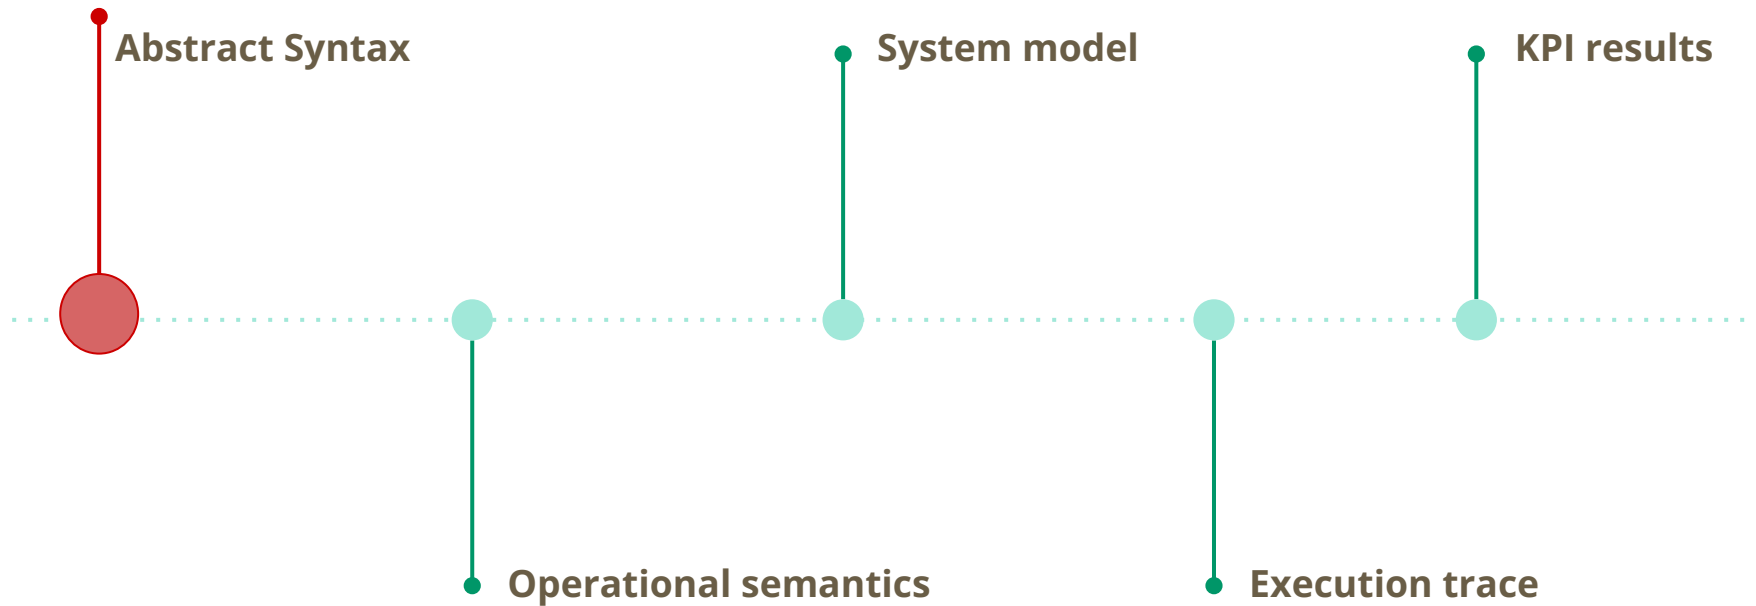 Abstract Syntax
System model
KPI results
Operational semantics
Execution trace